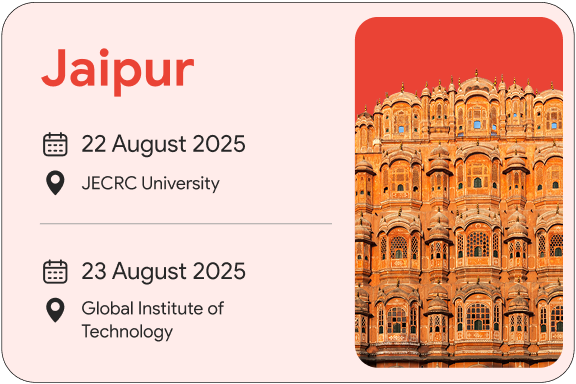 Jaipur
22 August 2025
JECRC University
23 August 2025
Global Institute of
Technology